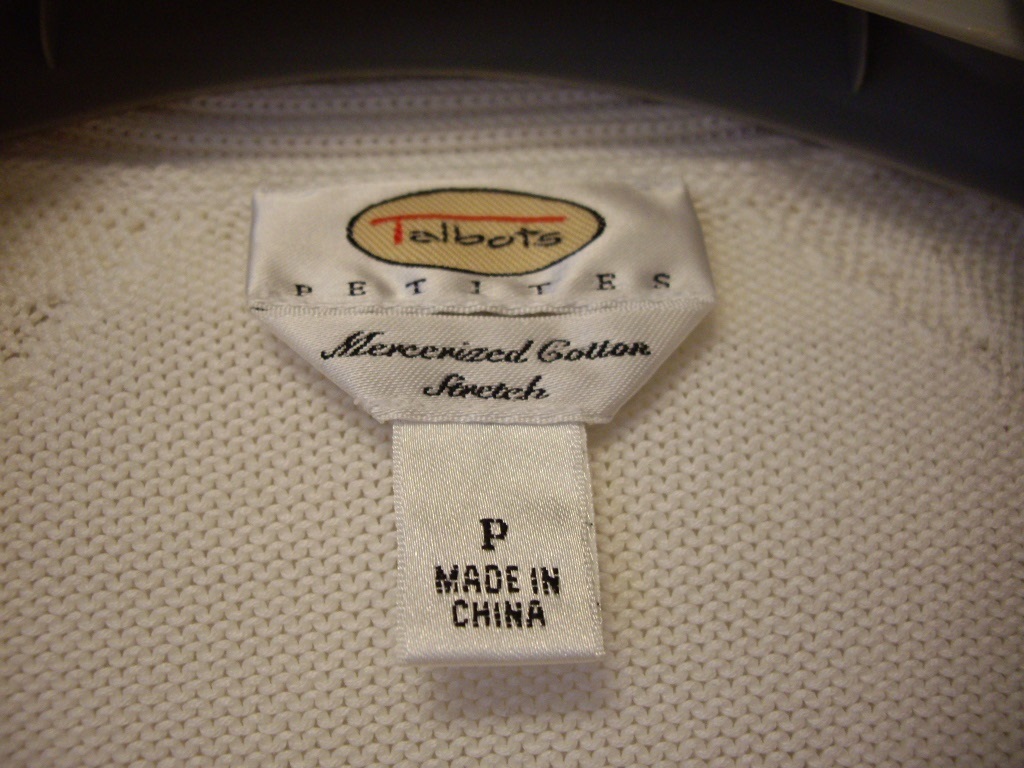 Talbots
PETITES
Mercerized Cotton
Stretch
P
MADE IN
CHINA